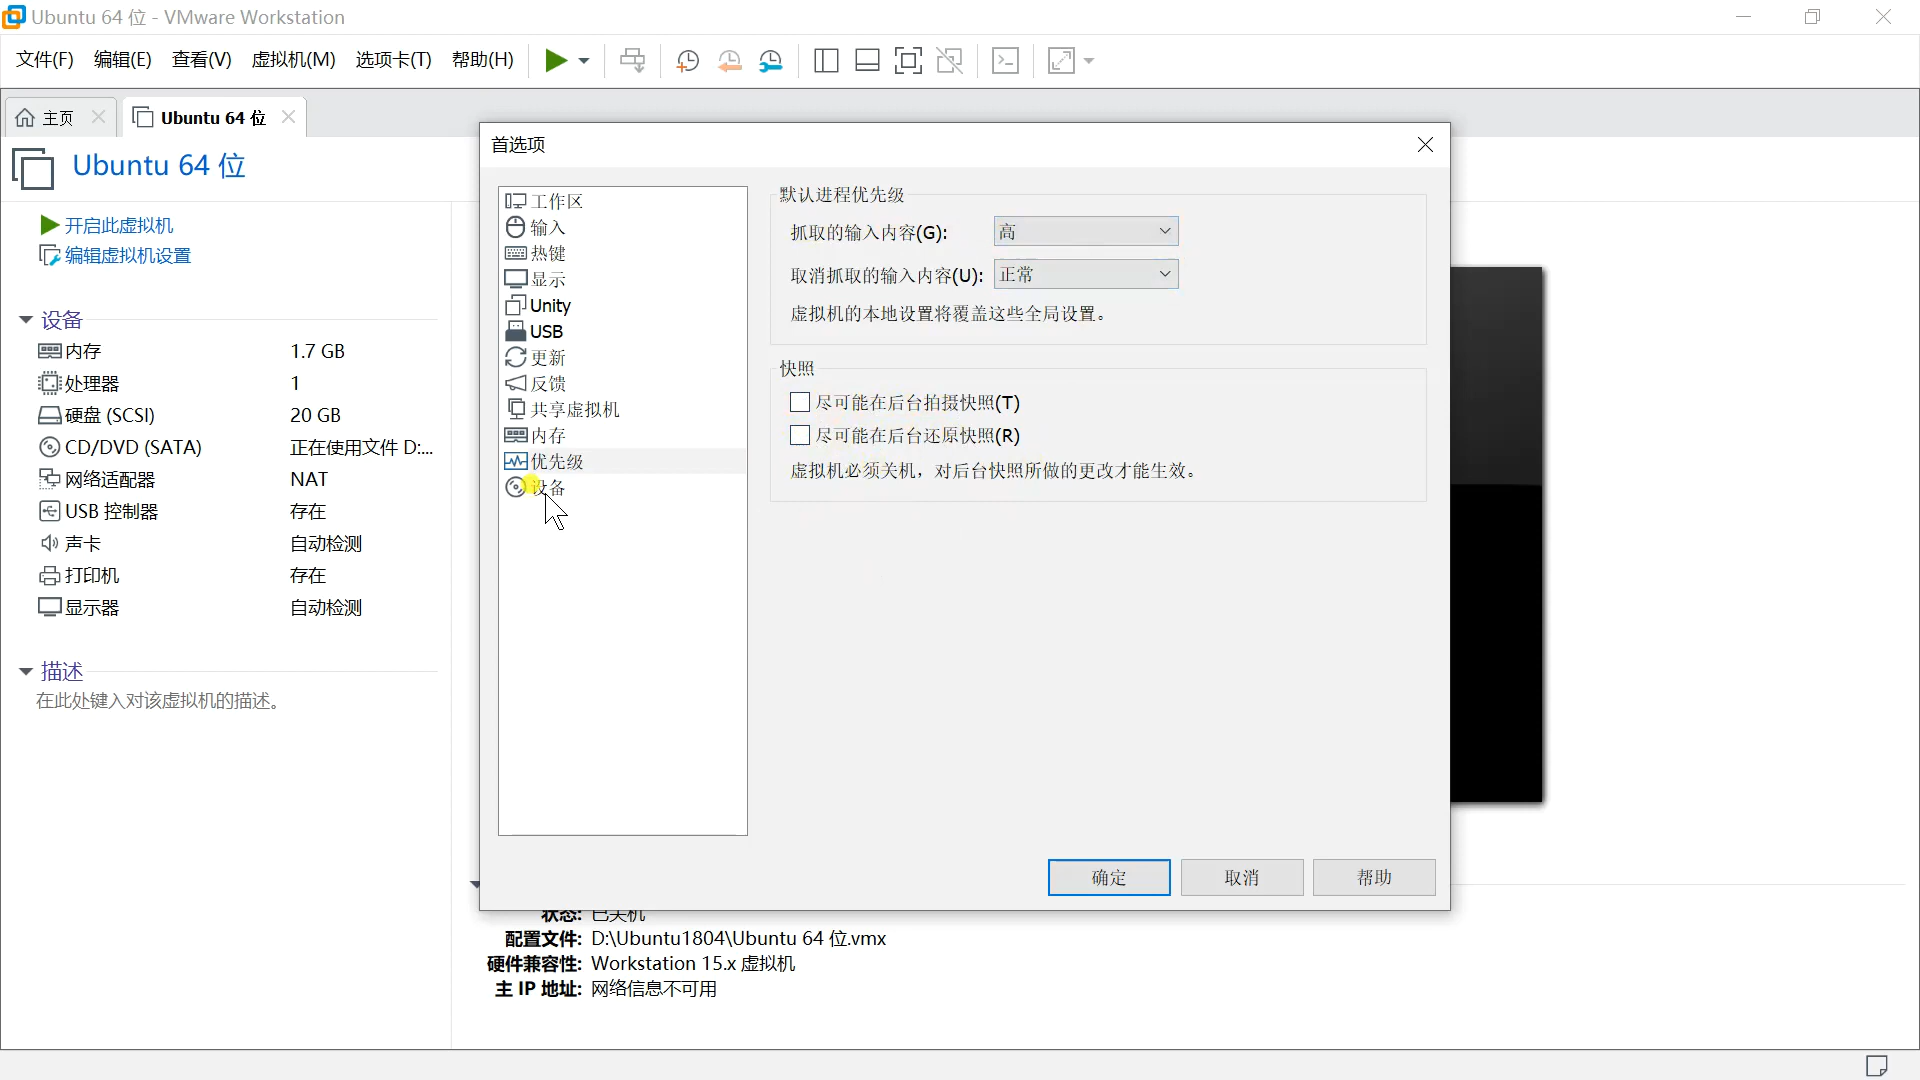 Ubuntu 64 位 - VMware Workstation
文件(F) 编辑(E) 查看(V) 虚拟机(M) 选项卡(T) 帮助(H)
主页 Ubuntu 64 位
Ubuntu 64 位
开启此虚拟机
编辑虚拟机设置
设备
内存 1.7 GB
处理器 1
硬盘 (SCSI) 20 GB
CD/DVD (SATA) 正在使用文件 D:...
网络适配器 NAT
USB 控制器 存在
声卡 自动检测
打印机 存在
显示器 自动检测
描述
在此处键入对该虚拟机的描述。
首选项
工作区
输入
热键
显示
Unity
USB
更新
反馈
共享虚拟机
内存
优先级
设备
默认进程优先级
抓取的输入内容(G): 高
取消抓取的输入内容(U): 正常
虚拟机的本地设置将覆盖这些全局设置。
快照
尽可能在后台拍摄快照(T)
尽可能在后台还原快照(R)
虚拟机必须关机，对后台快照所做的更改才能生效。
确定 取消 帮助
状态: 已关机
配置文件: D:\Ubuntu1804\Ubuntu 64 位.vmx
硬件兼容性: Workstation 15.x 虚拟机
主 IP 地址: 网络信息不可用